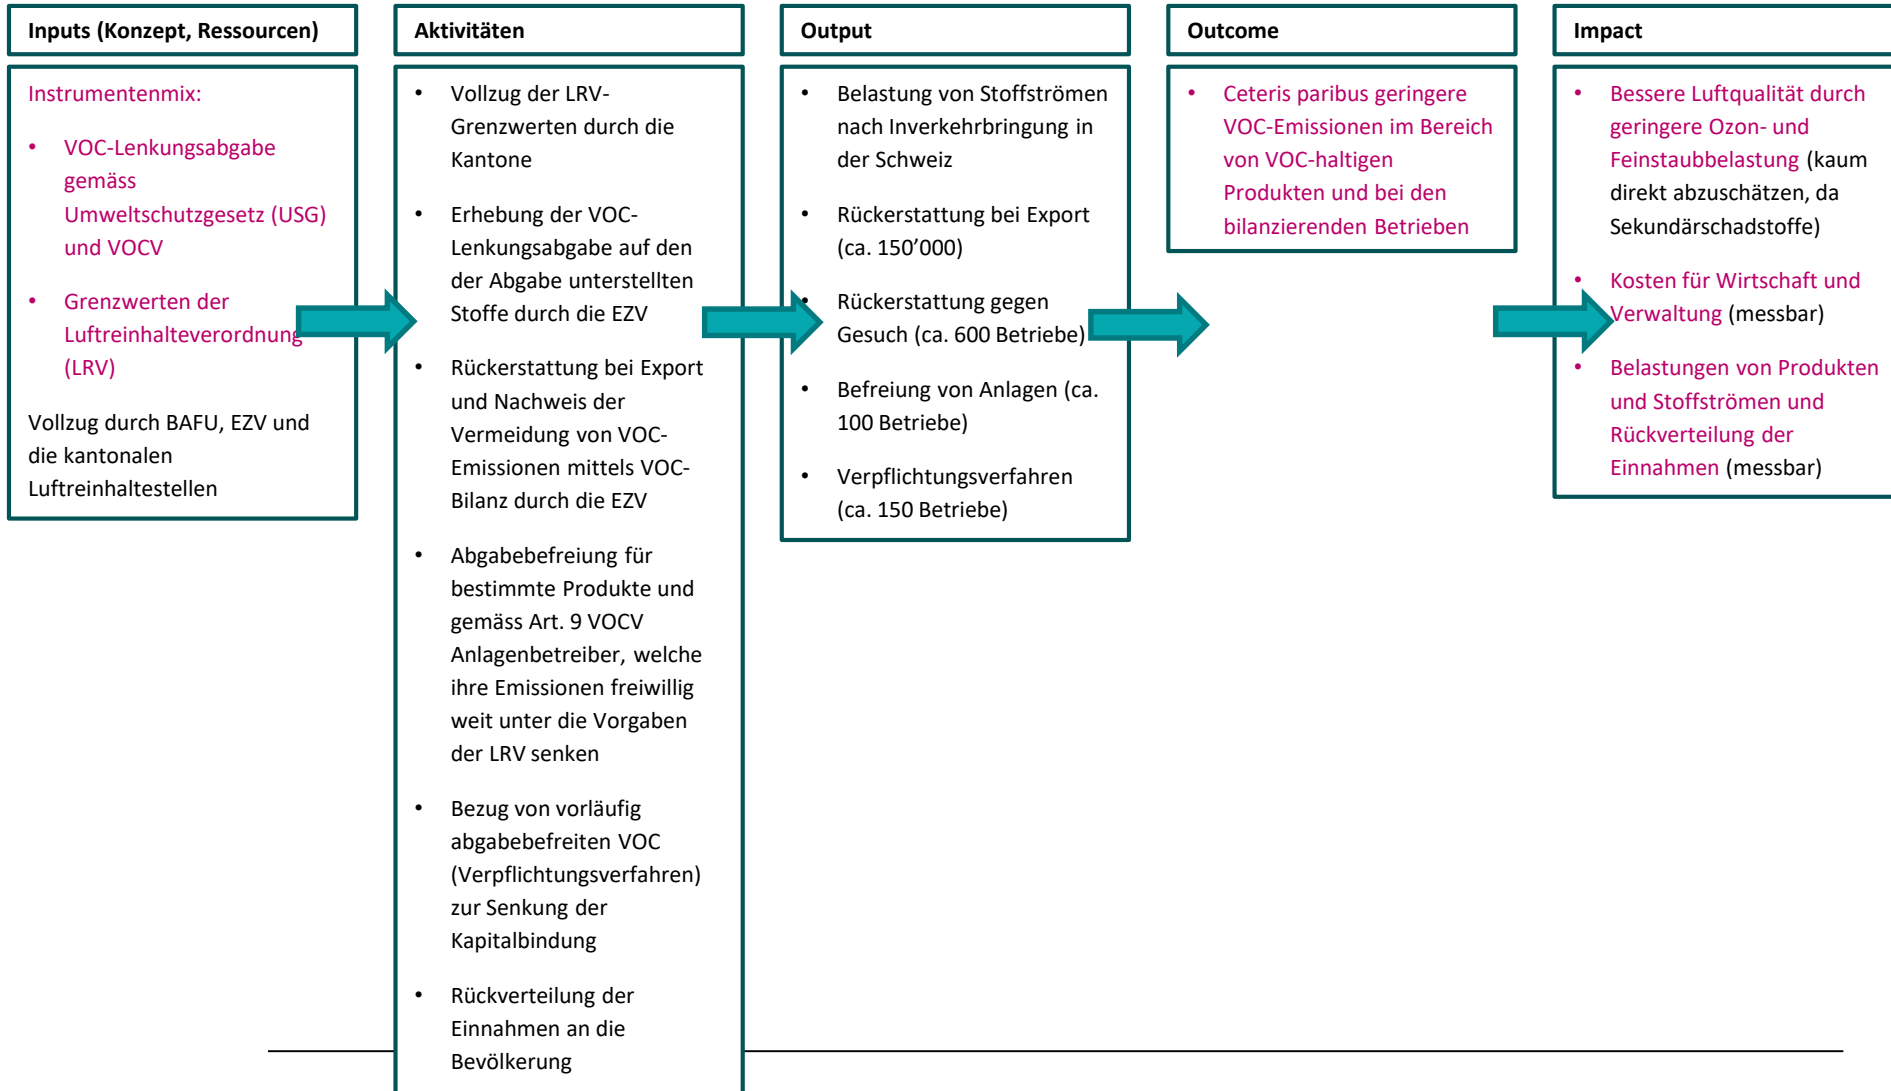 Inputs (Konzept, Ressourcen)
Instrumentenmix:
• VOC-Lenkungsabgabe
gemäss
Umweltschutzgesetz (USG)
und VOCV
• Grenzwerten der
Luftreinhalteverordnung
(LRV)
Vollzug durch BAFU, EZV und
die kantonalen
Luftreinhaltestellen
Aktivitäten
• Vollzug der LRV-
Grenzwerten durch die
Kantone
• Erhebung der VOC-
Lenkungsabgabe auf den
der Abgabe unterstellten
Stoffe durch die EZV
• Rückerstattung bei Export
und Nachweis der
Vermeidung von VOC-
Emissionen mittels VOC-
Bilanz durch die EZV
• Abgabebefreiung für
bestimmte Produkte und
gemäss Art. 9 VOCV
Anlagenbetreiber, welche
ihre Emissionen freiwillig
weit unter die Vorgaben
der LRV senken
• Bezug von vorläufig
abgabebefreiten VOC
(Verpflichtungsverfahren)
zur Senkung der
Kapitalbindung
• Rückverteilung der
Einnahmen an die
Bevölkerung
Output
• Belastung von Stoffströmen
nach Inverkehrbringung in
der Schweiz
• Rückerstattung bei Export
(ca. 150’000)
• Rückerstattung gegen
Gesuch (ca. 600 Betriebe)
• Befreiung von Anlagen (ca.
100 Betriebe)
• Verpflichtungsverfahren
(ca. 150 Betriebe)
Outcome
• Ceteris paribus geringere
VOC-Emissionen im Bereich
von VOC-haltigen
Produkten und bei den
bilanzierenden Betrieben
Impact
• Bessere Luftqualität durch
geringere Ozon- und
Feinstaubbelastung (kaum
direkt abzuschätzen, da
Sekundärschadstoffe)
• Kosten für Wirtschaft und
Verwaltung (messbar)
• Belastungen von Produkten
und Stoffströmen und
Rückverteilung der
Einnahmen (messbar)